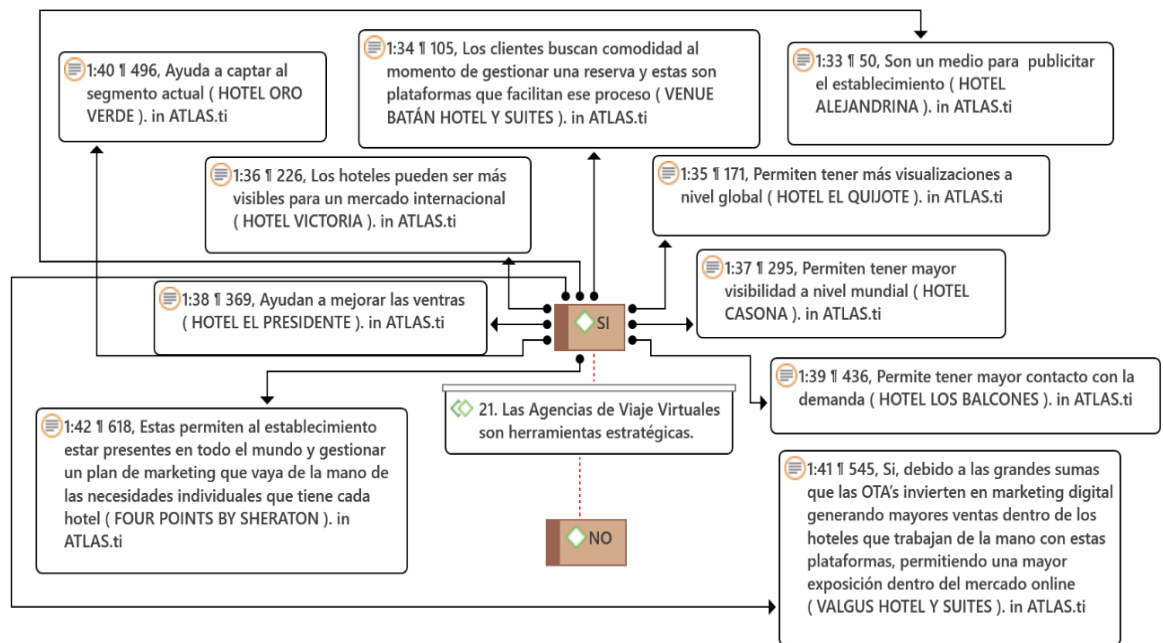 1:40 ¶ 496, Ayuda a captar al
segmento actual ( HOTEL ORO
VERDE ). in ATLAS.ti
1:34 ¶ 105, Los clientes buscan comodidad al
momento de gestionar una reserva y estas son
plataformas que facilitan ese proceso ( VENUE
BATÁN HOTEL Y SUITES ). in ATLAS.ti
1:33 ¶ 50, Son un medio para publicitar
el establecimiento ( HOTEL
ALEJANDRINA ). in ATLAS.ti
1:36 ¶ 226, Los hoteles pueden ser más
visibles para un mercado internacional
( HOTEL VICTORIA ). in ATLAS.ti
1:35 ¶ 171, Permiten tener más visualizaciones a
nivel global ( HOTEL EL QUIJOTE ). in ATLAS.ti
1:37 ¶ 295, Permiten tener mayor
visibilidad a nivel mundial ( HOTEL
CASONA ). in ATLAS.ti
1:38 ¶ 369, Ayudan a mejorar las ventras
( HOTEL EL PRESIDENTE ). in ATLAS.ti
SI
1:39 ¶ 436, Permite tener mayor contacto con la
demanda ( HOTEL LOS BALCONES ). in ATLAS.ti
21. Las Agencias de Viaje Virtuales
son herramientas estratégicas.
1:42 ¶ 618, Estas permiten al establecimiento
estar presentes en todo el mundo y gestionar
un plan de marketing que vaya de la mano de
las necesidades individuales que tiene cada
hotel ( FOUR POINTS BY SHERATON ). in
ATLAS.ti
1:41 ¶ 545, Si, debido a las grandes sumas
que las OTA's invierten en marketing digital
generando mayores ventas dentro de los
hoteles que trabajan de la mano con estas
plataformas, permitiendo una mayor
exposición dentro del mercado online
( VALGUS HOTEL Y SUITES ). in ATLAS.ti
NO